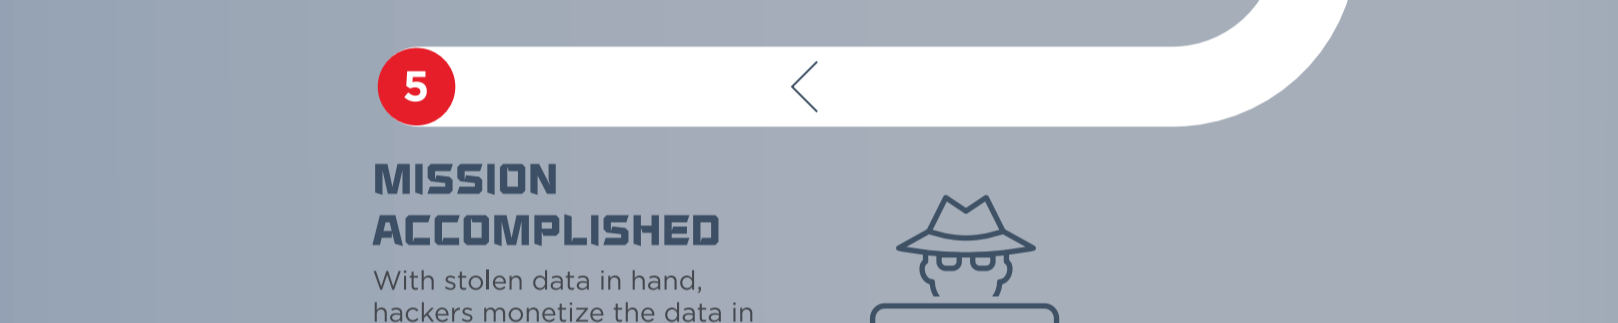 5
MISSION
ACCOMPLISHED
With stolen data in hand,
hackers monetize the data in